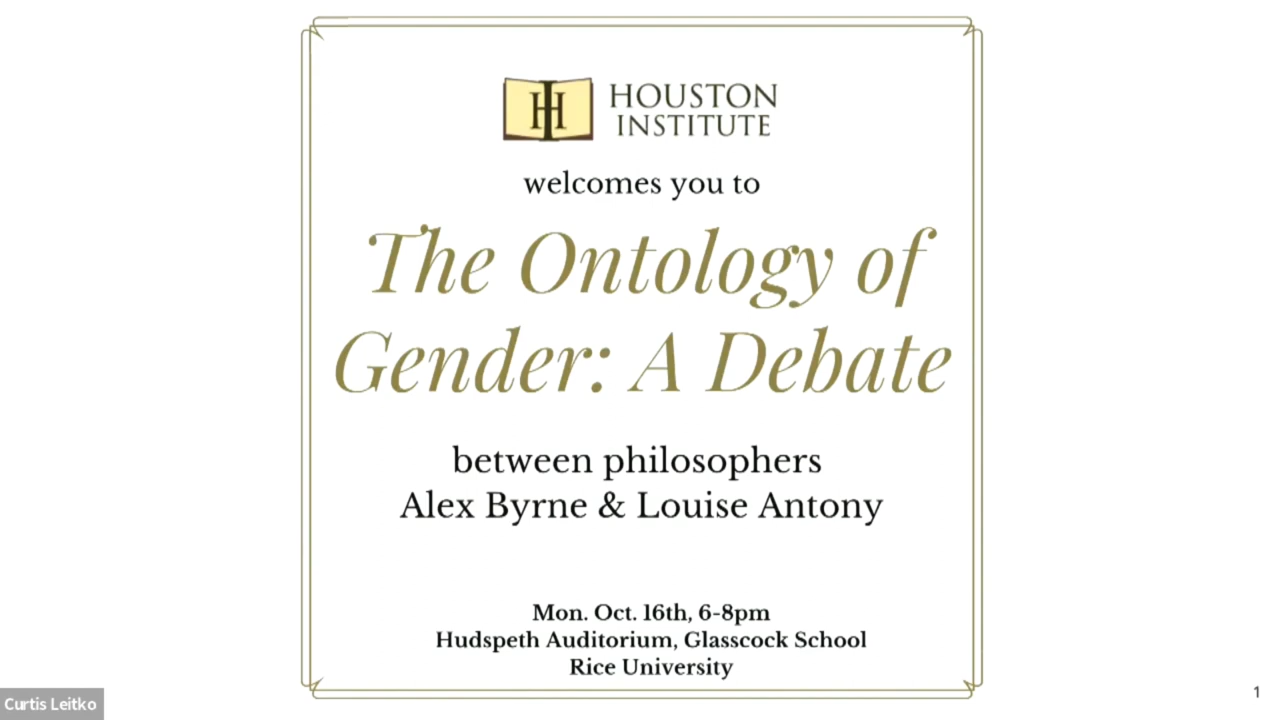 HI HOUSTON
INSTITUTE
welcomes you to
The Ontology of
Gender: A Debate
between philosophers
Alex Byrne & Louise Antony
Mon. Oct. 16th, 6-8pm
Hudspeth Auditorium, Glasscock School
Rice University
Curtis Leitko
1